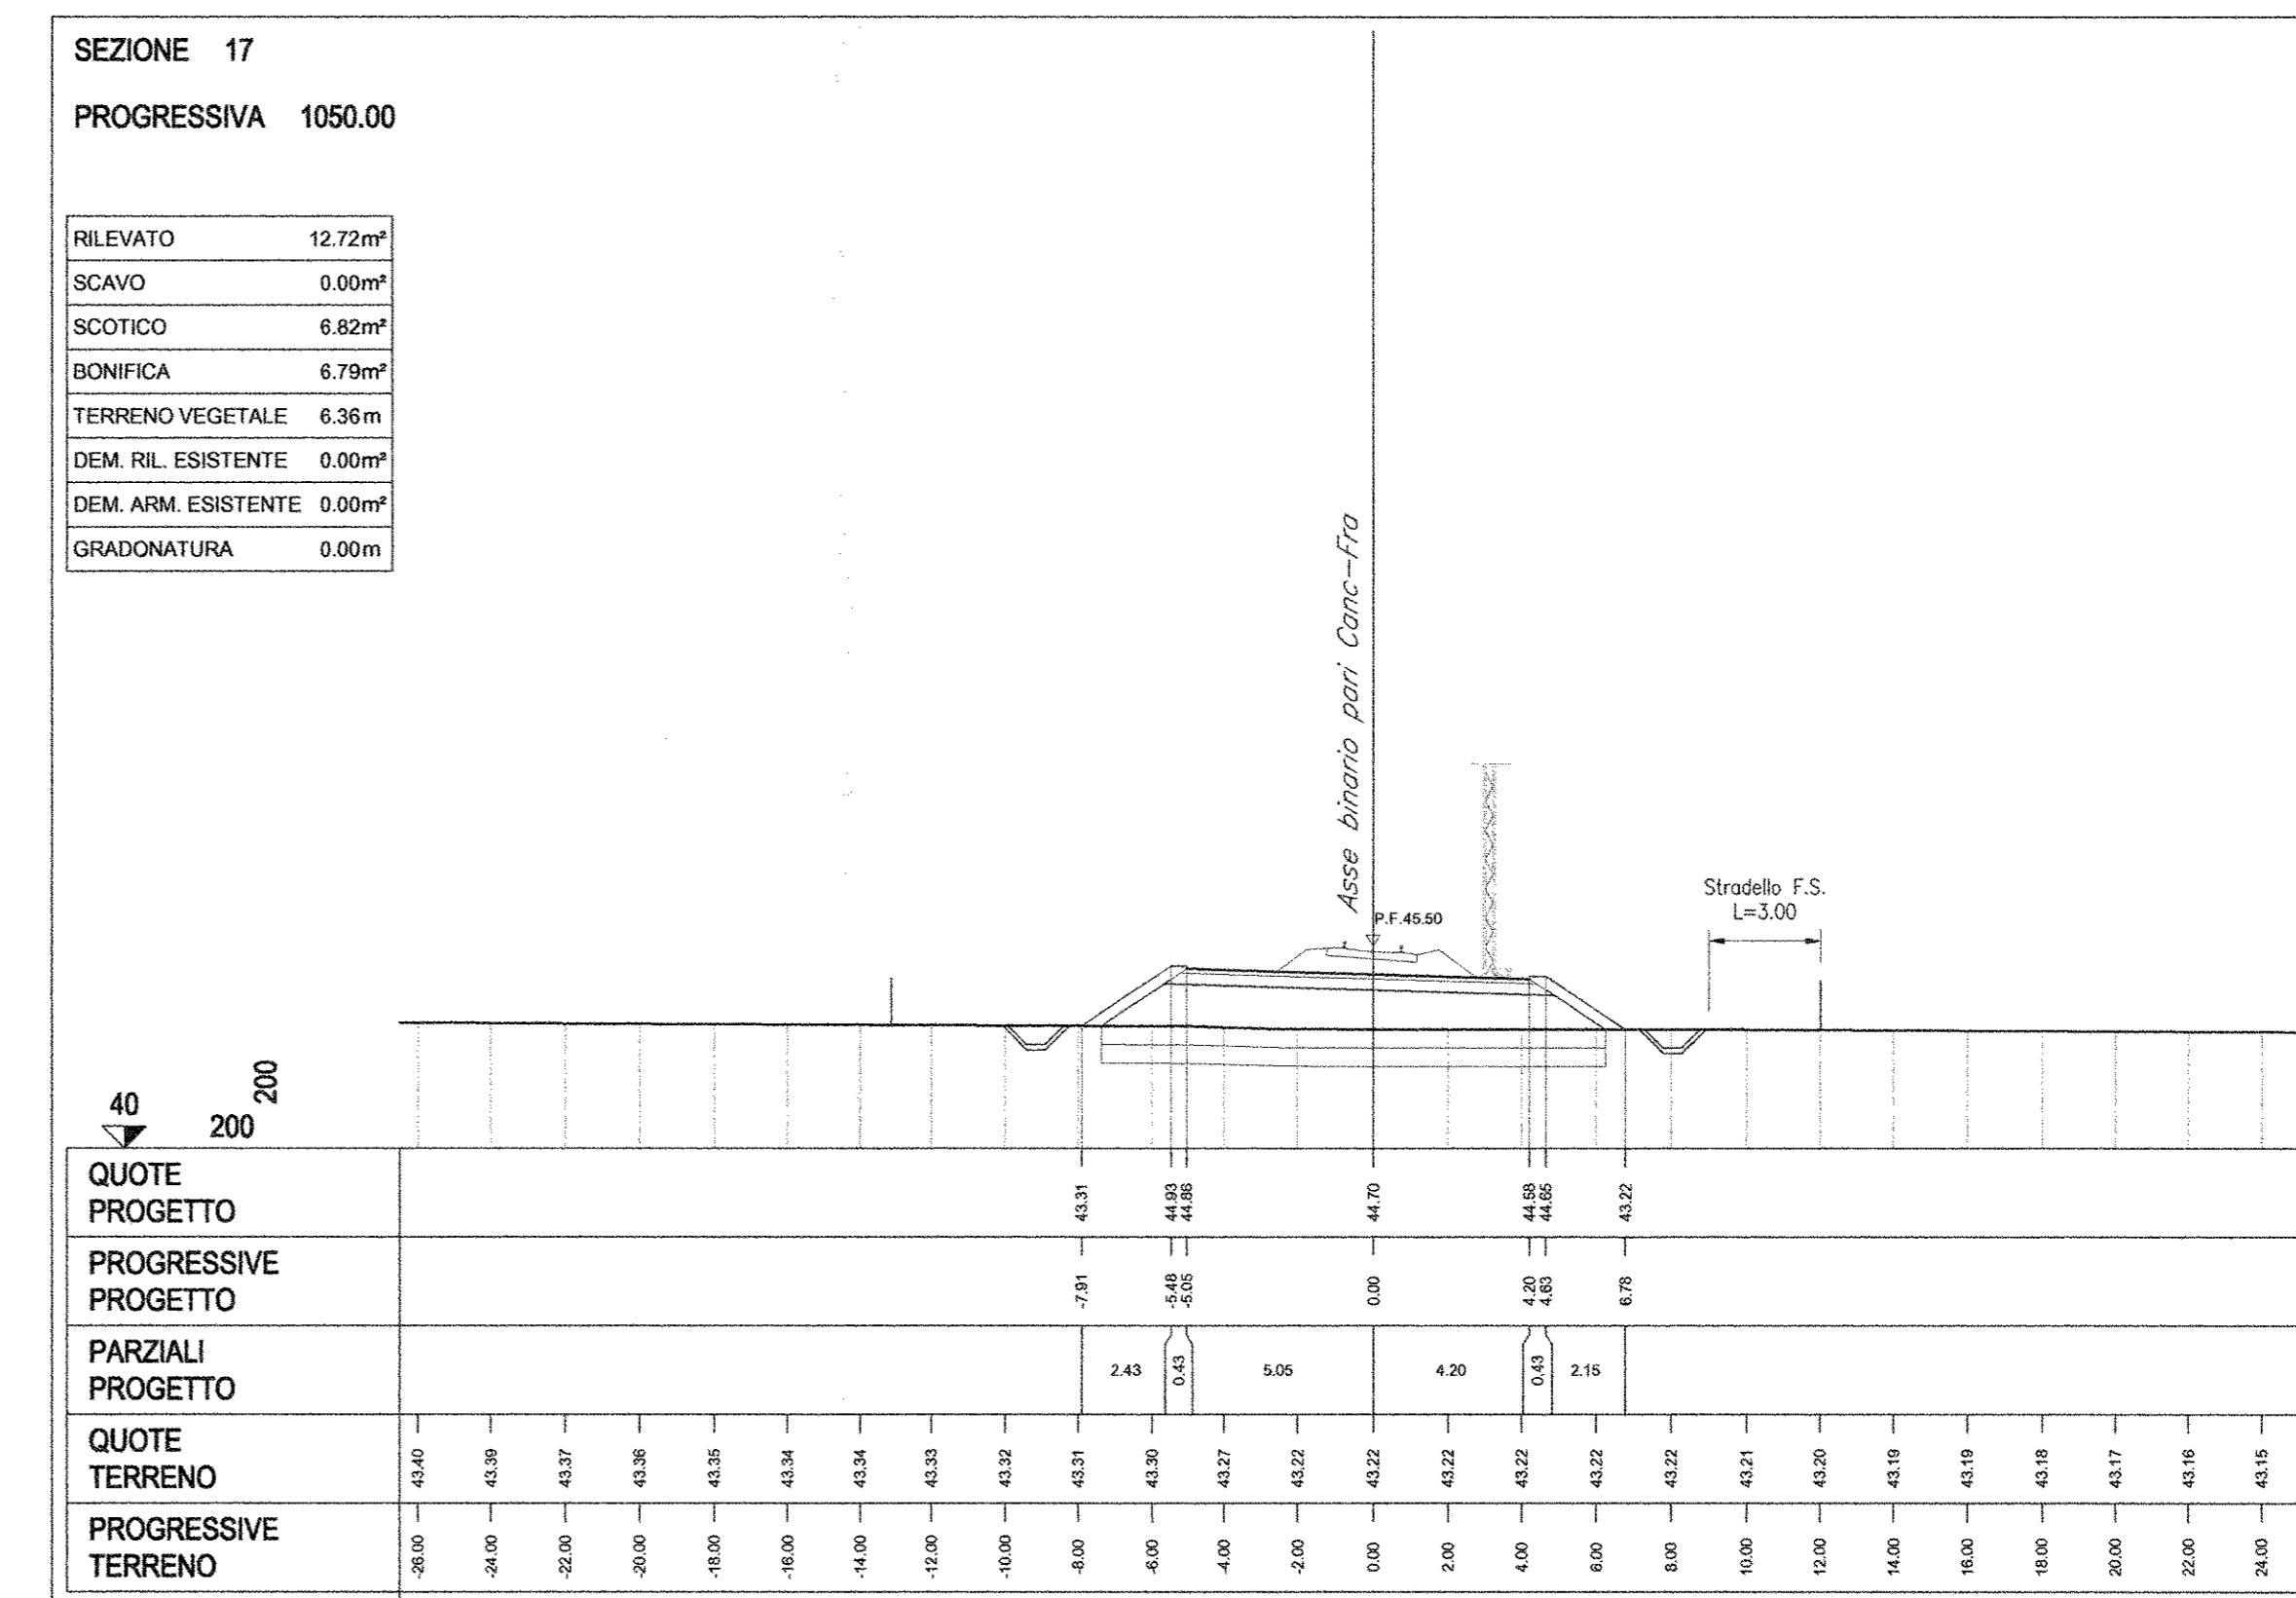 SEZIONE 17
PROGRESSIVA 1050.00
RILEVATO 12.72m²
SCAVO 0.00m²
SCOTICO 6.82m²
BONIFICA 6.79m²
TERRENO VEGETALE 6.36m
DEM. RIL. ESISTENTE 0.00m²
DEM. ARM. ESISTENTE 0.00m²
GRADONATURA 0.00m
Asse binario pari Canc-Fra
P.F.45.50
Stradello F.S.
L=3.00
40
200
200
QUOTE
PROGETTO
43.31 44.93 44.86 44.70 44.58 44.65 43.22
PROGRESSIVE
PROGETTO
-7.91 -5.48 -5.05 0.00 4.20 4.63 6.78
PARZIALI
PROGETTO
2.43 0.43 5.05 4.20 0.43 2.15
QUOTE
TERRENO
43.40 43.39 43.37 43.36 43.35 43.34 43.34 43.33 43.32 43.31 43.30 43.27 43.22 43.22 43.22 43.22 43.22 43.22 43.21 43.20 43.19 43.19 43.18 43.17 43.16 43.15
PROGRESSIVE
TERRENO
-26.00 -24.00 -22.00 -20.00 -18.00 -16.00 -14.00 -12.00 -10.00 -8.00 -6.00 -4.00 -2.00 0.00 2.00 4.00 6.00 8.00 10.00 12.00 14.00 16.00 18.00 20.00 22.00 24.00